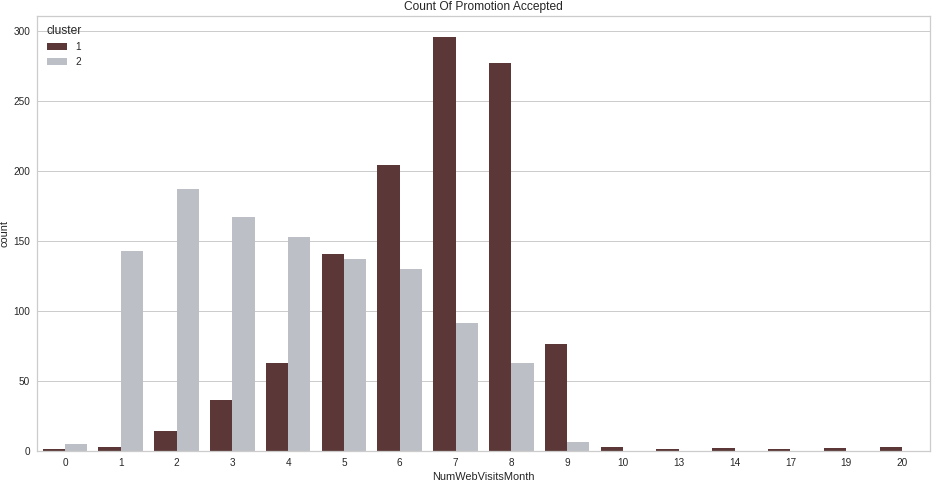 Count Of Promotion Accepted
cluster
1
2
300
250
200
150
100
50
0
count
0 1 2 3 4 5 6 7 8 9 10 13 14 17 19 20
NumWebVisitsMonth